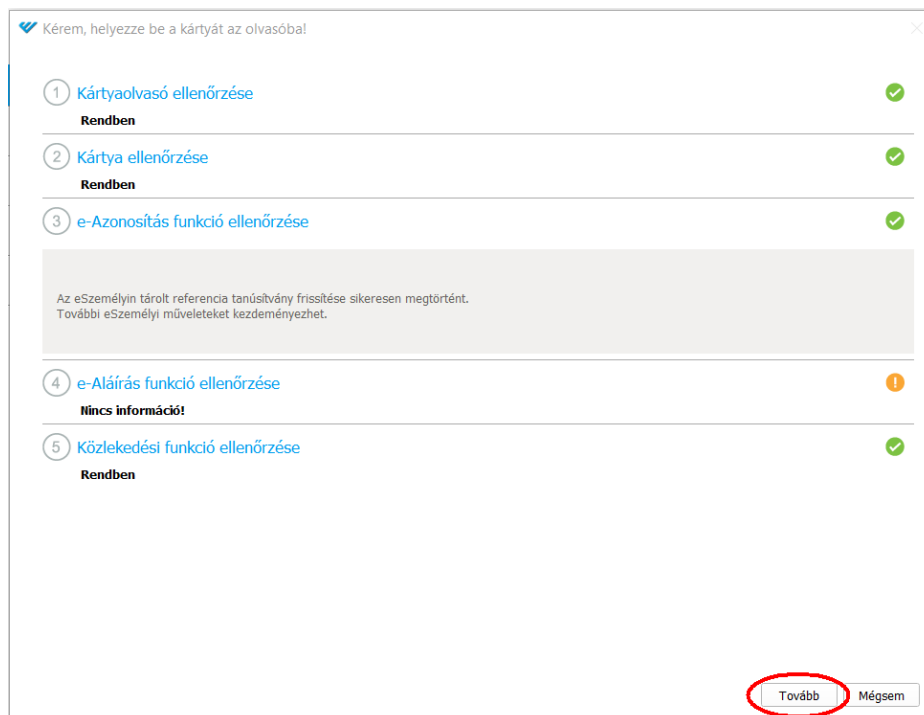 Kérem, helyezze be a kártyát az olvasóba!
1 Kártyaolvasó ellenőrzése
Rendben
2 Kártya ellenőrzése
Rendben
3 e-Azonosítás funkció ellenőrzése
Az eSzemélyin tárolt referencia tanúsítvány frissítése sikeresen megtörtént.
További eSzemélyi műveleteket kezdeményezhet.
4 e-Aláírás funkció ellenőrzése
Nincs információ!
5 Közlekedési funkció ellenőrzése
Rendben
Tovább Mégsem